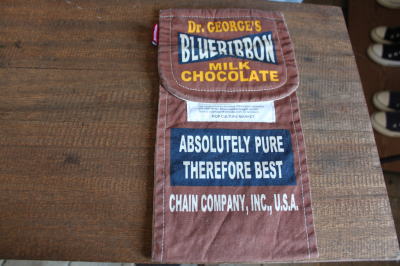 Dr. GEORGE'S
BLUERIBBON
MILK
CHOCOLATE
POP CULTURE MARKET
ABSOLUTELY PURE
THEREFORE BEST
CHAIN COMPANY, INC., U.S.A.